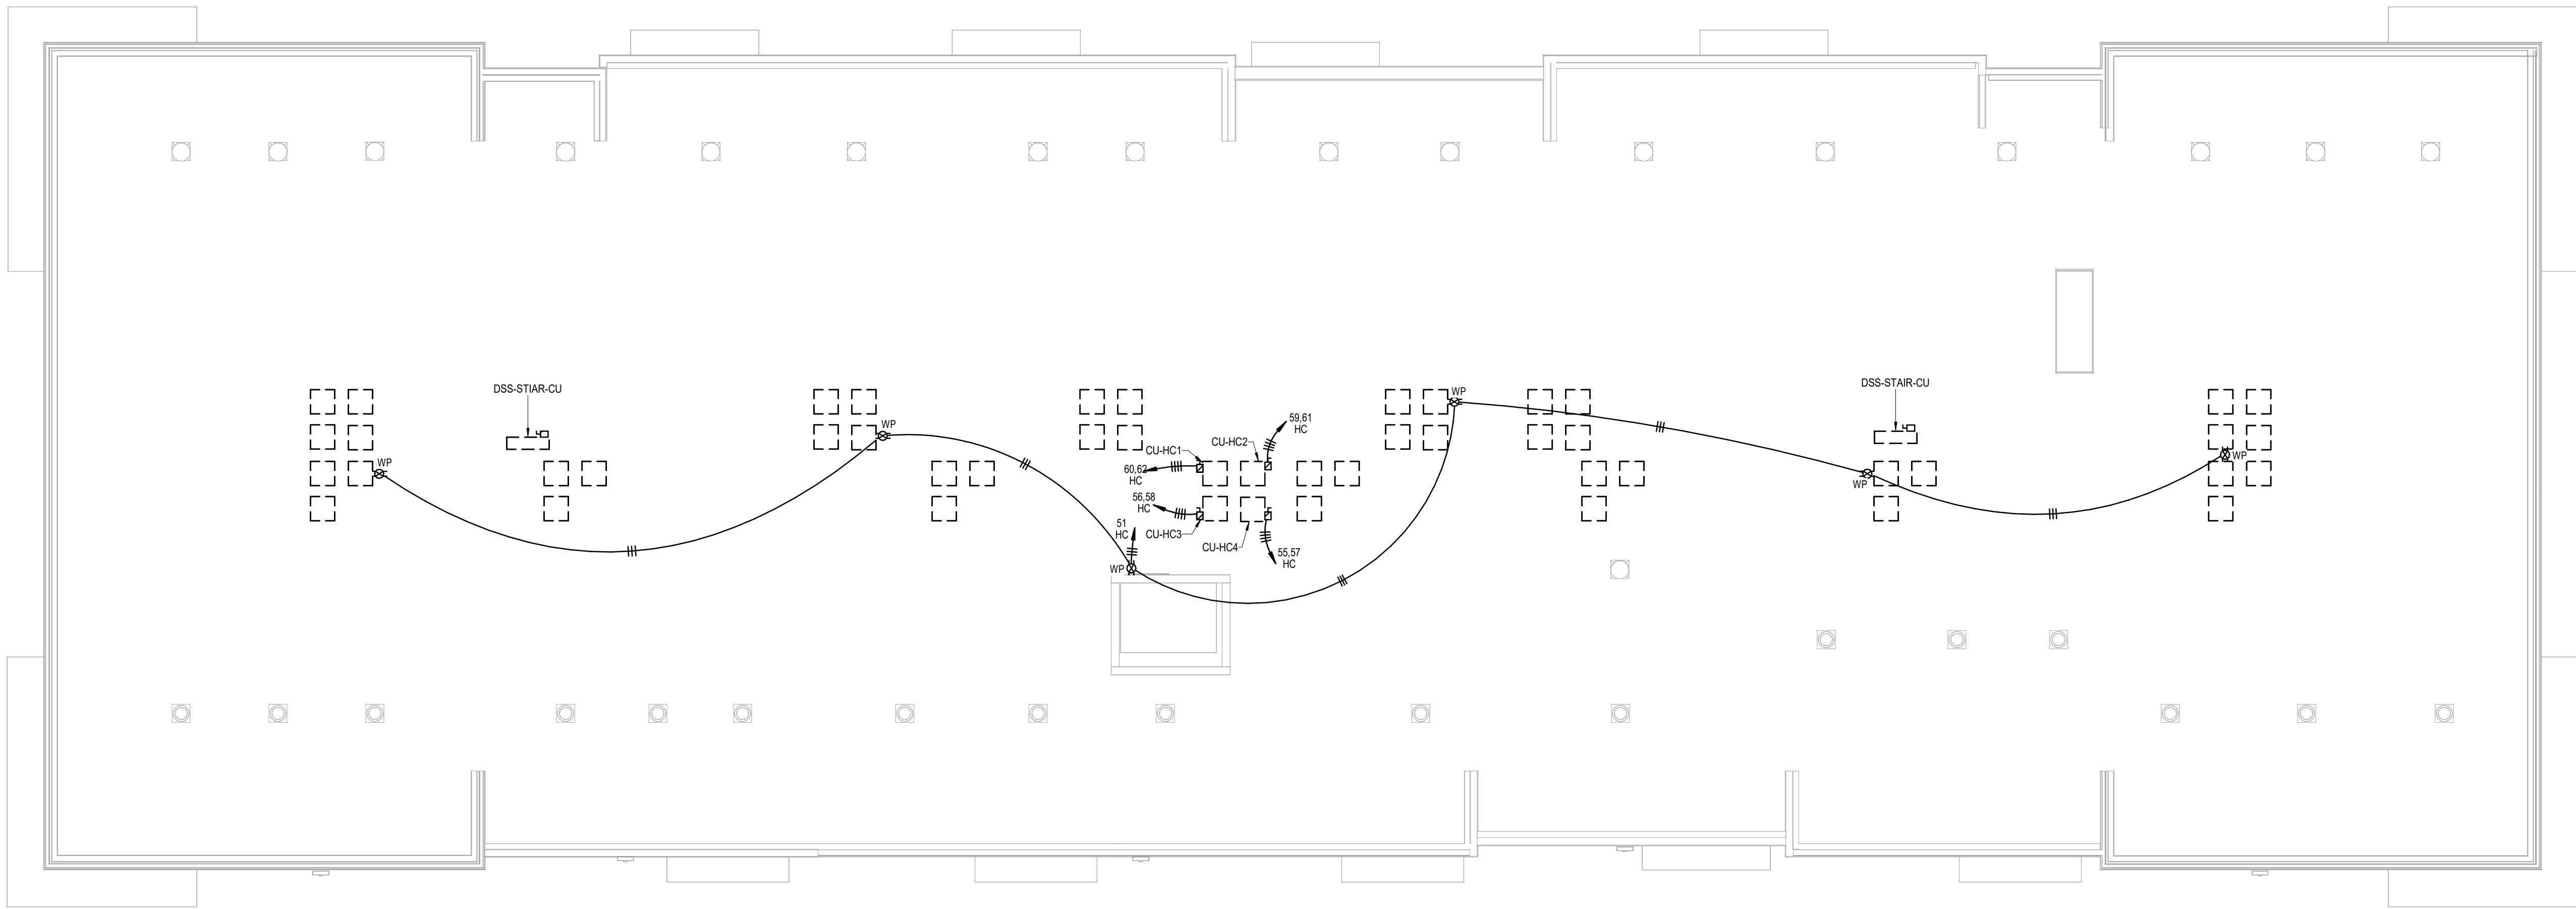 DSS-STIAR-CU
DSS-STAIR-CU
WP
WP
WP
WP
WP
WP
CU-HC1
CU-HC2
59,61
HC
60,62
HC
56,58
HC
51
HC
CU-HC3
CU-HC4
55,57
HC
WP